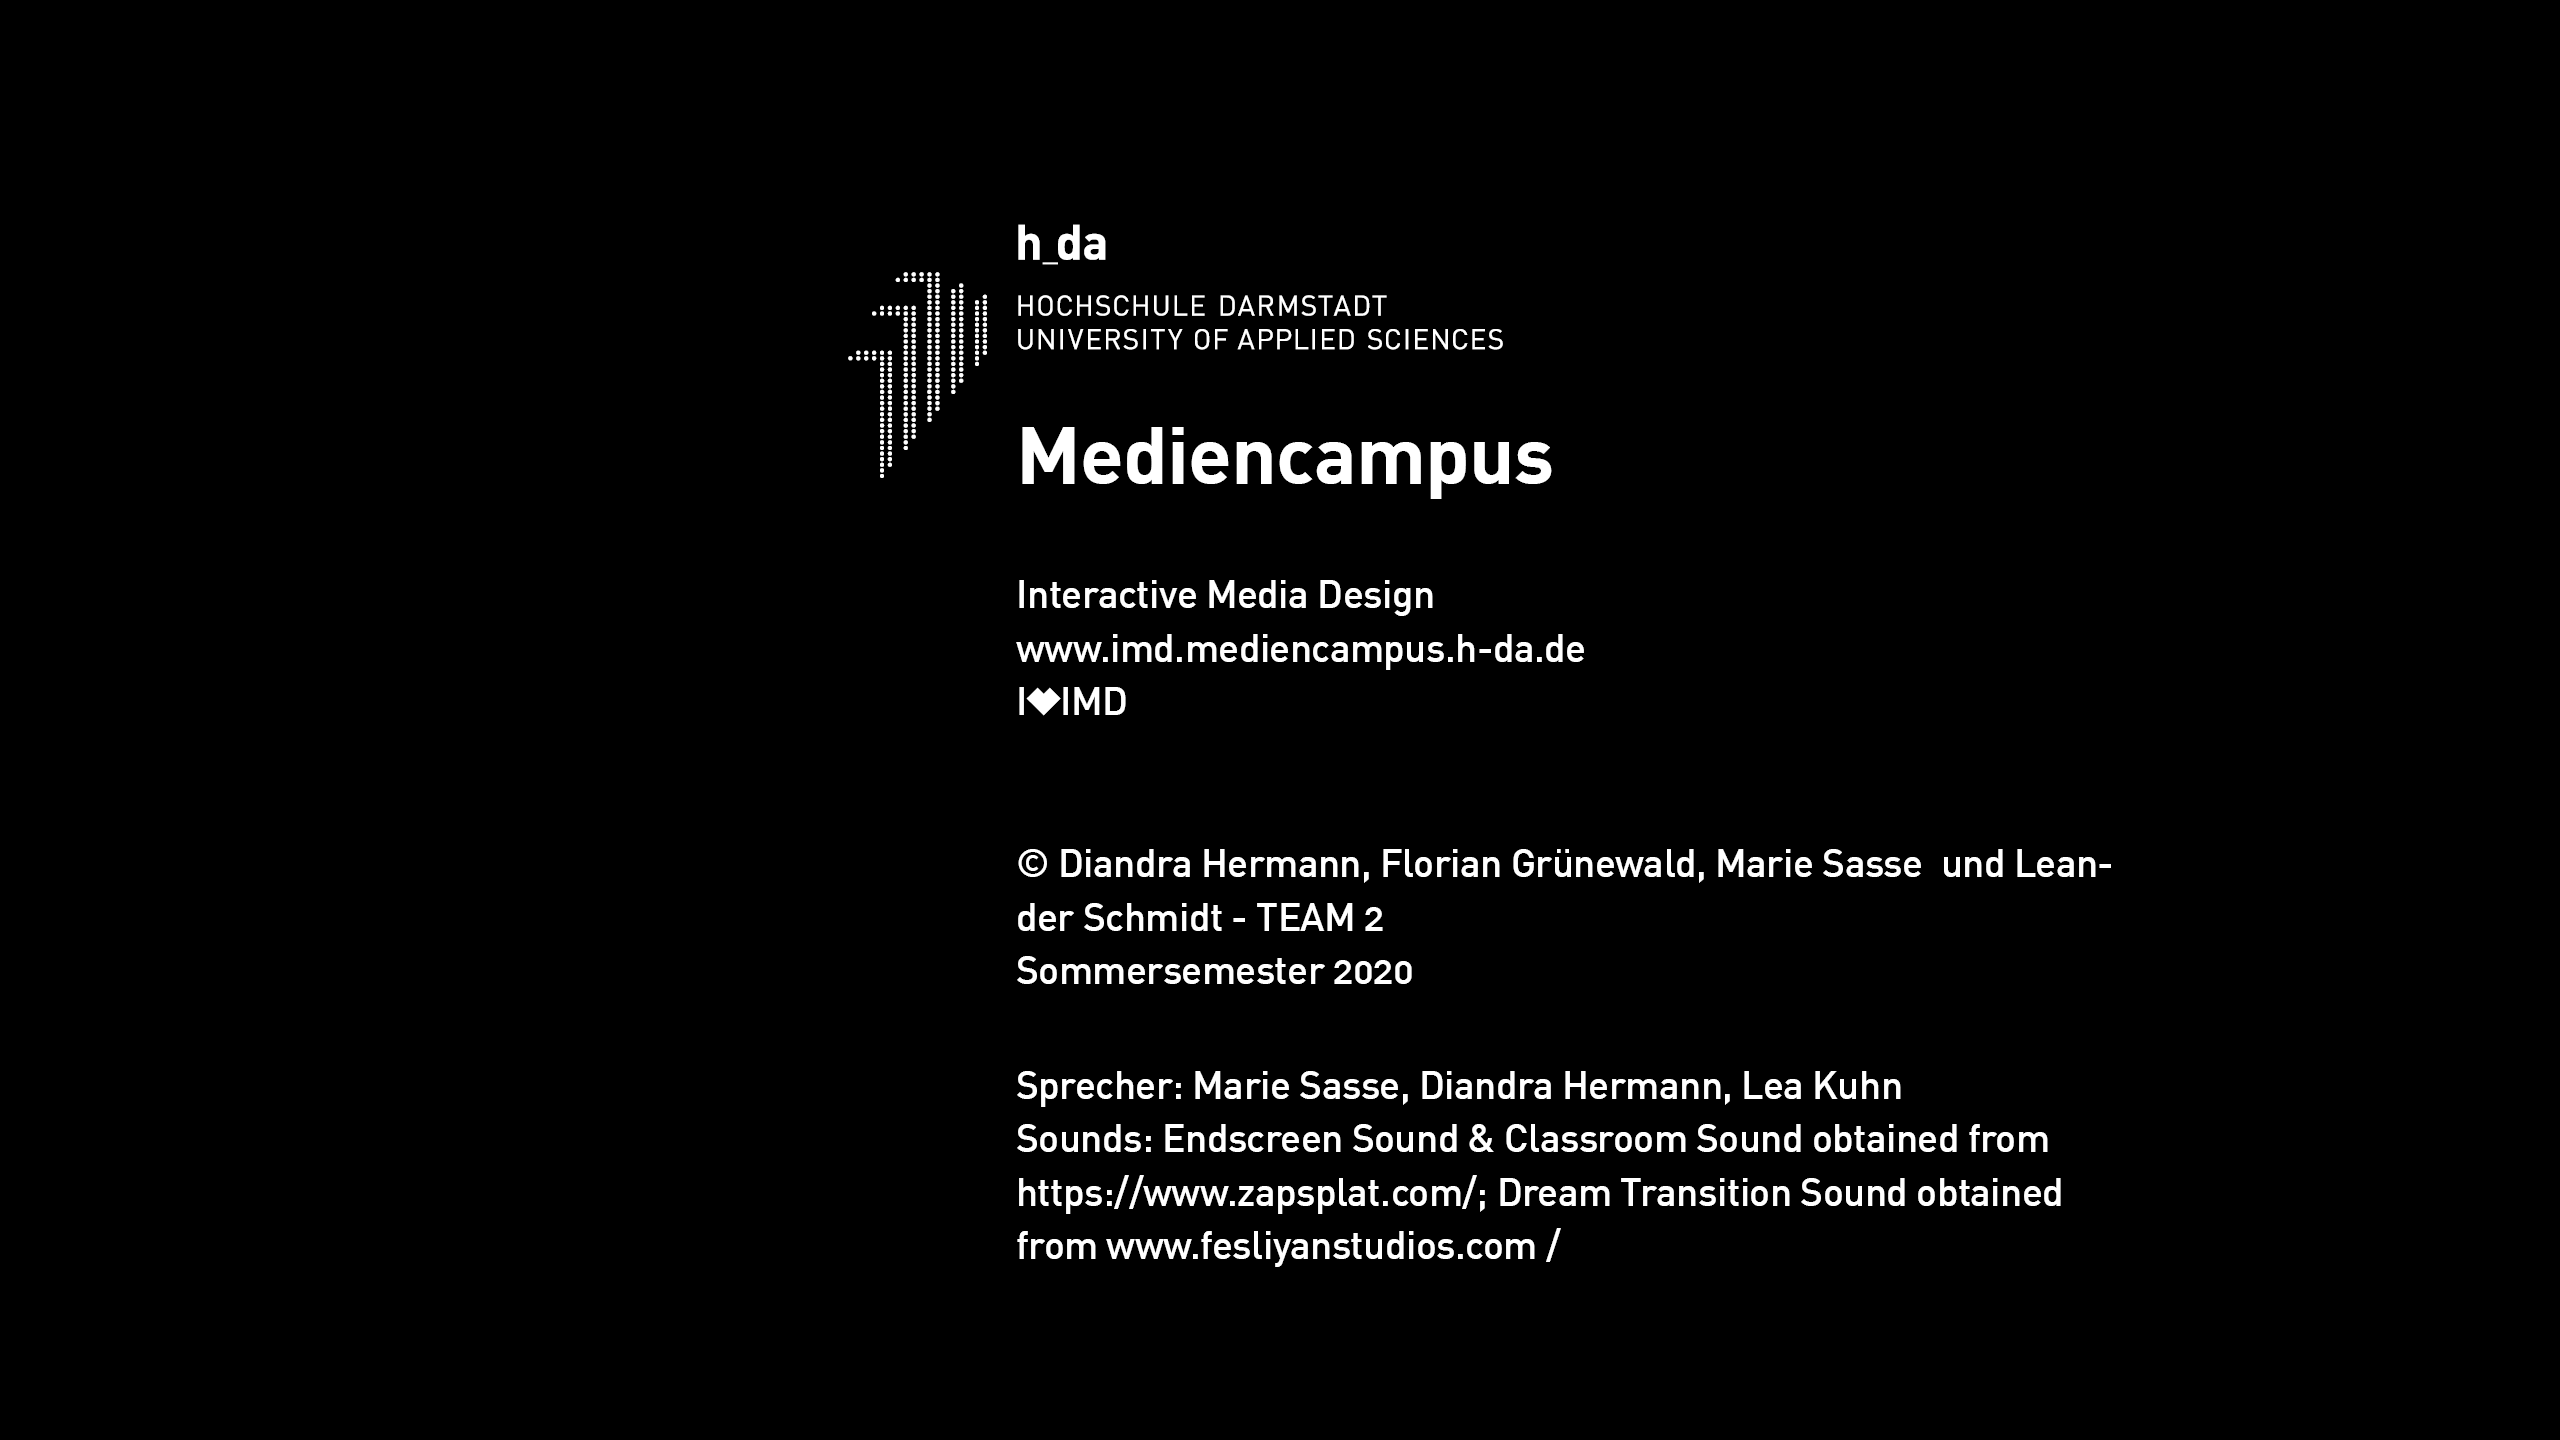 h_da
HOCHSCHULE DARMSTADT
UNIVERSITY OF APPLIED SCIENCES
Mediencampus
Interactive Media Design
www.imd.mediencampus.h-da.de
I♥IMD
© Diandra Hermann, Florian Grünewald, Marie Sasse  und Lean-
der Schmidt - TEAM 2
Sommersemester 2020
Sprecher: Marie Sasse, Diandra Hermann, Lea Kuhn
Sounds: Endscreen Sound & Classroom Sound obtained from
https://www.zapsplat.com/; Dream Transition Sound obtained
from www.fesliyanstudios.com /